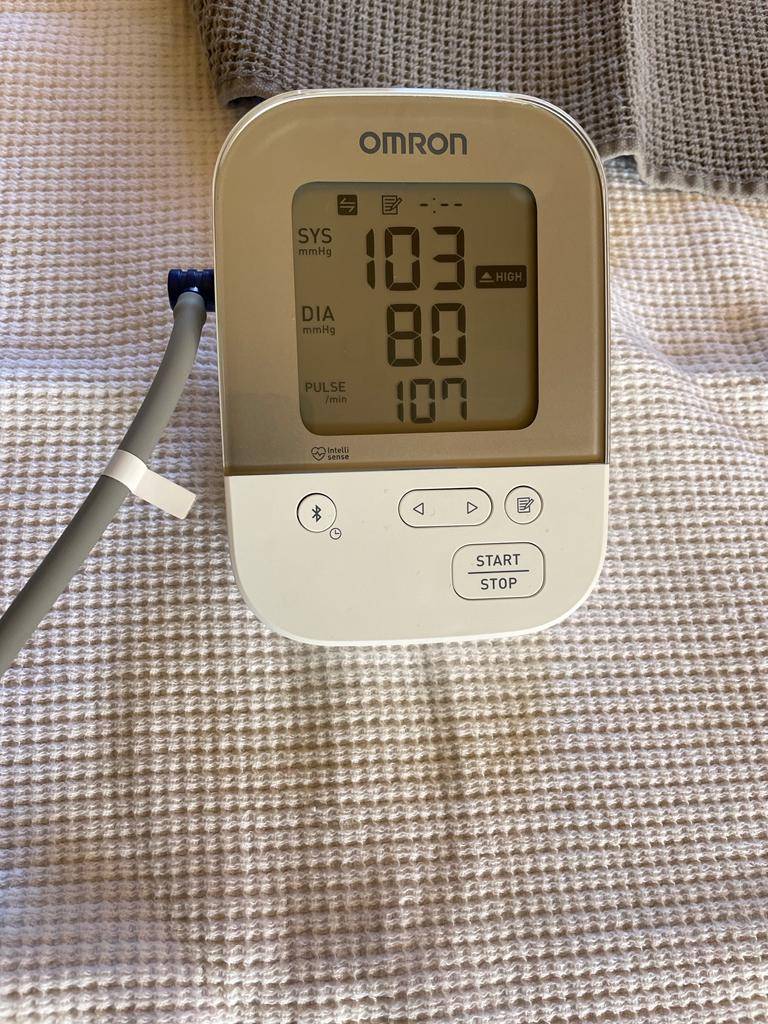 OMRON
-:--
SYS
mmHg
103
HIGH
DIA
mmHg
80
PULSE
/min
107
Intelli
sense
START
STOP